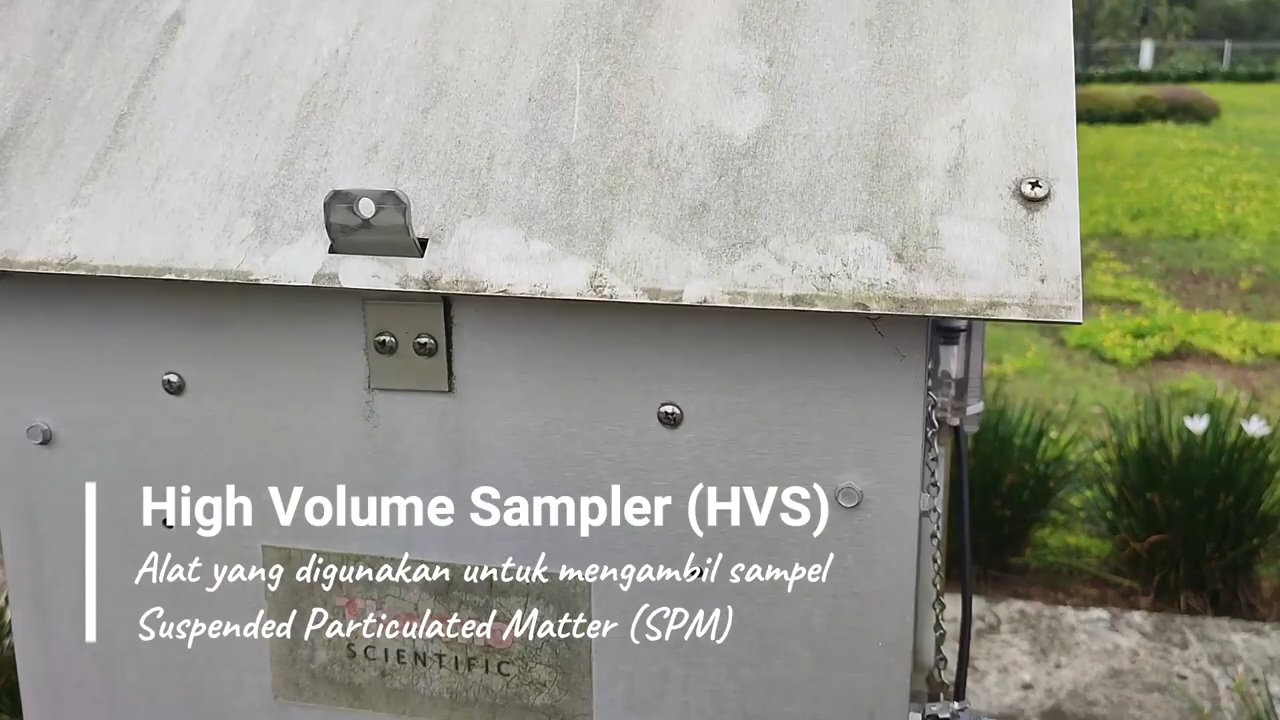 High Volume Sampler (HVS)
Alat yang digunakan untuk mengambil sampel
Suspended Particulated Matter (SPM)
SCIENTIFIC